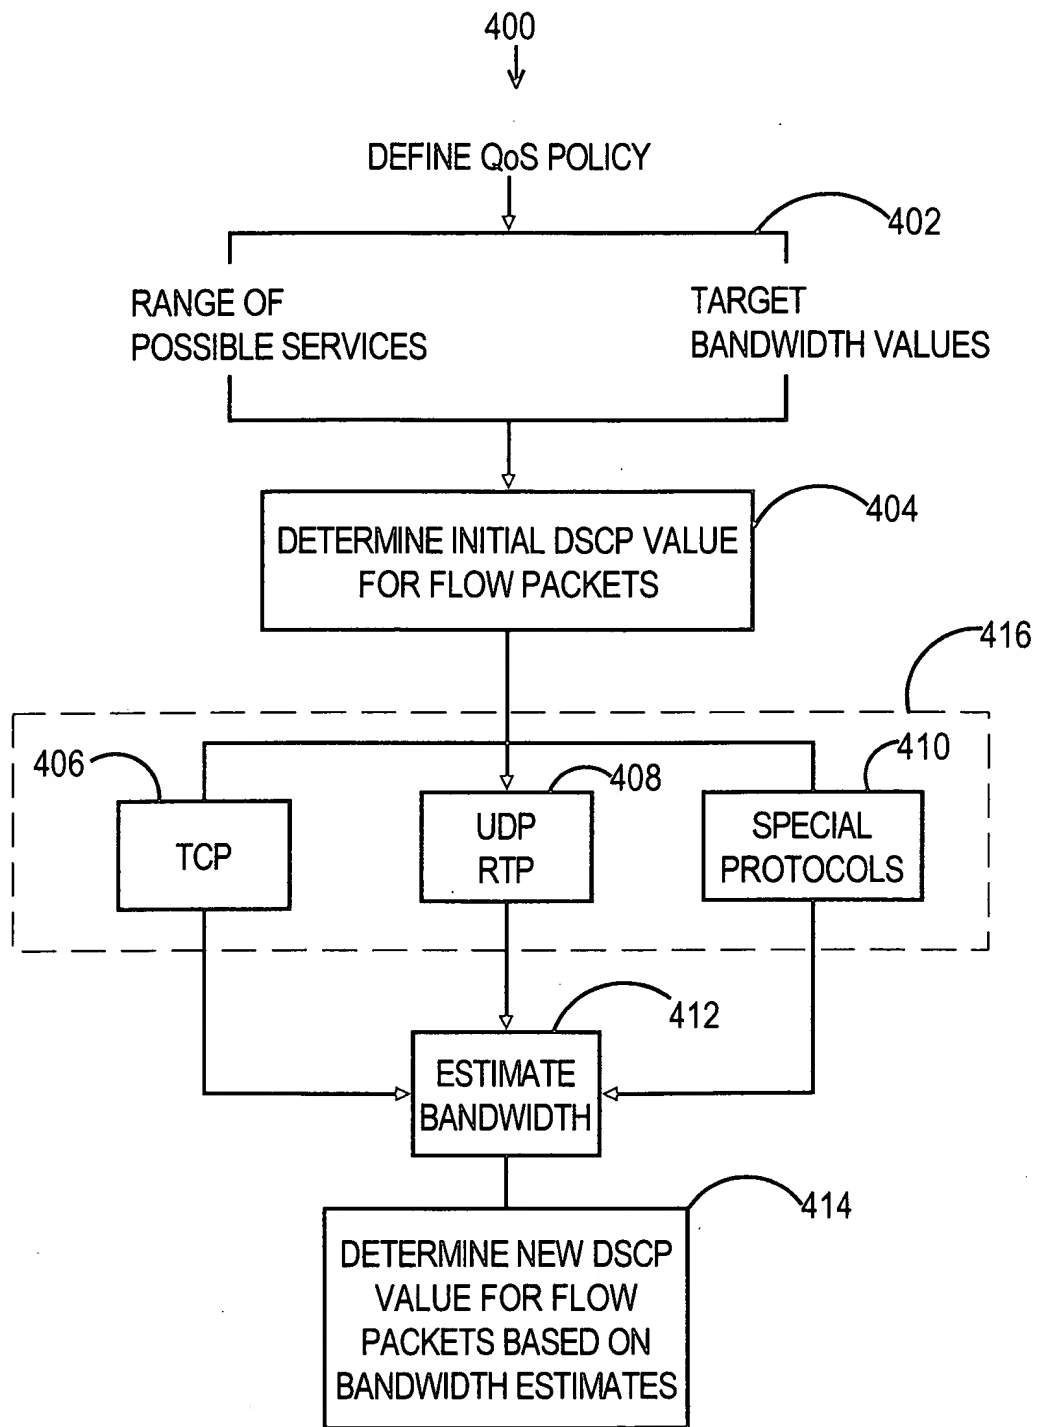 400
DEFINE QoS POLICY
402
RANGE OF
POSSIBLE SERVICES
TARGET
BANDWIDTH VALUES
404
DETERMINE INITIAL DSCP VALUE
FOR FLOW PACKETS
416
406
408
410
TCP
UDP
RTP
SPECIAL
PROTOCOLS
412
ESTIMATE
BANDWIDTH
414
DETERMINE NEW DSCP
VALUE FOR FLOW
PACKETS BASED ON
BANDWIDTH ESTIMATES